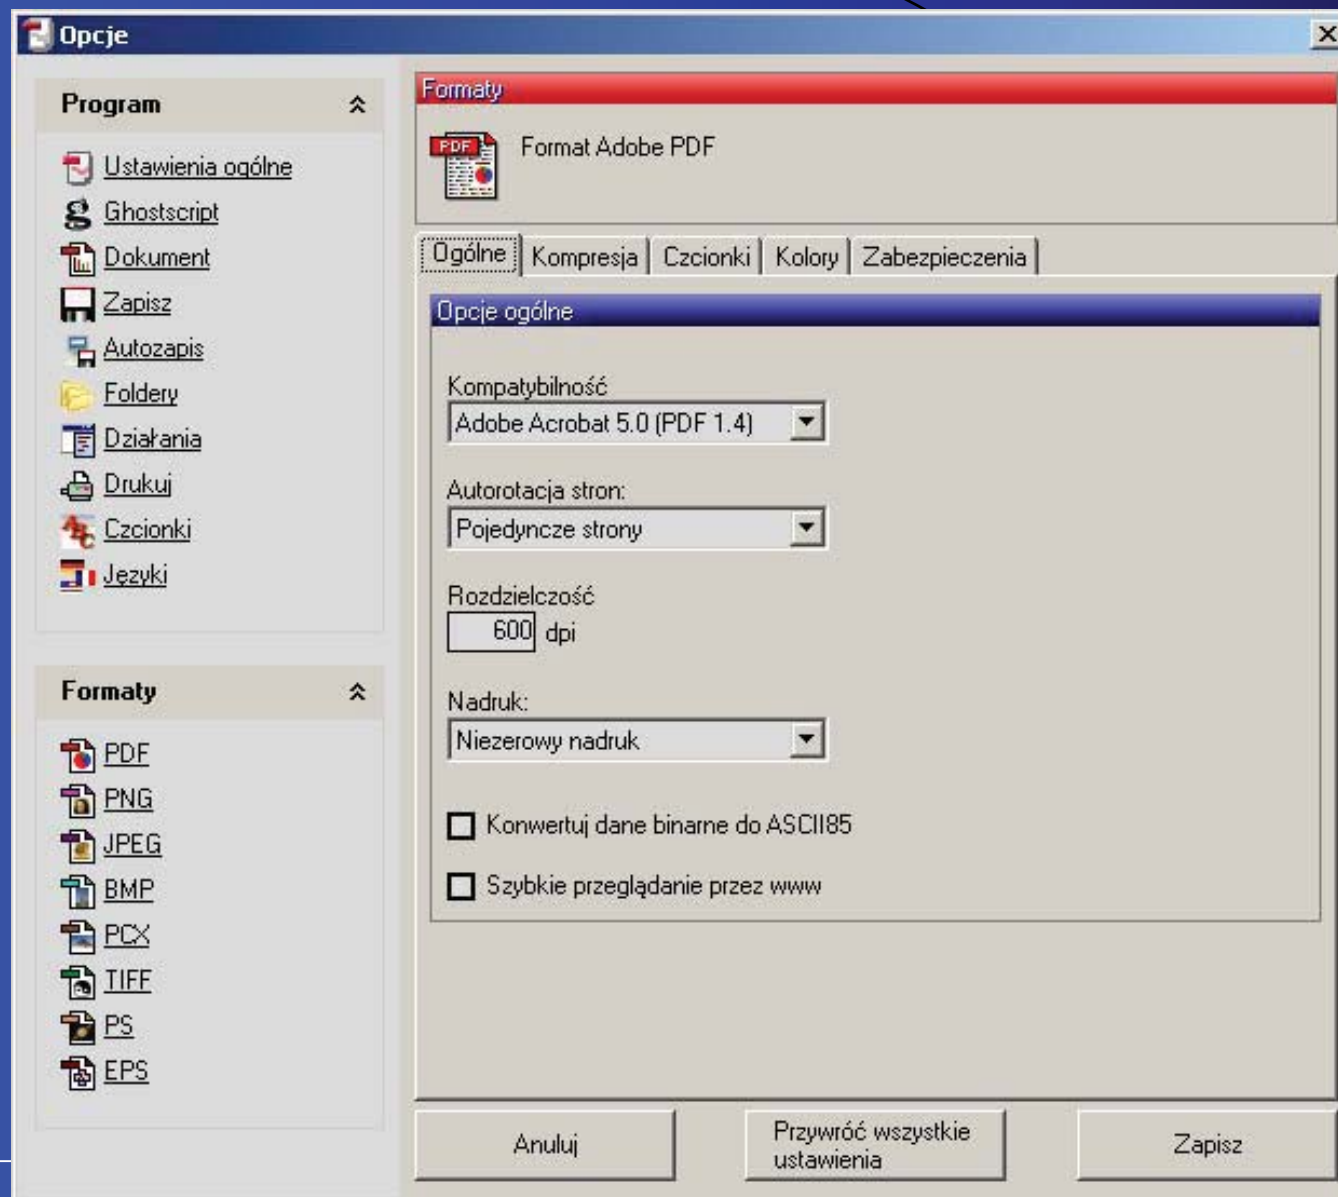 Opcje
Program
Ustawienia ogólne
Ghostscript
Dokument
Zapisz
Autozapis
Foldery
Działania
Drukuj
Czcionki
Języki
Formaty
PDF
PNG
JPEG
BMP
PCX
TIFF
PS
EPS
Formaty
PDF
Format Adobe PDF
Ogólne Kompresja Czcionki Kolory Zabezpieczenia
Opcje ogólne
Kompatybilność
Adobe Acrobat 5.0 (PDF 1.4)
Autorotacja stron:
Pojedyncze strony
Rozdzielczość
600 dpi
Nadruk:
Niezerowy nadruk
Konwertuj dane binarne do ASCII85
Szybkie przeglądanie przez www
Anuluj
Przywróć wszystkie
ustawienia
Zapisz